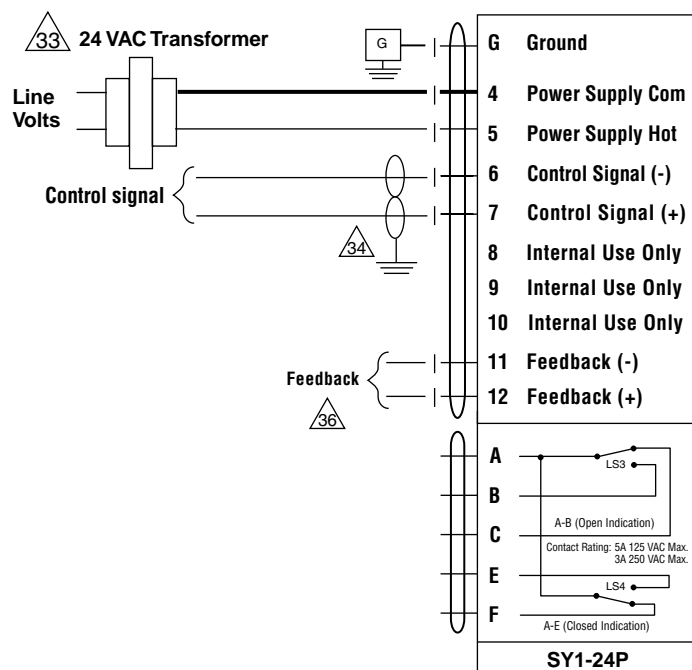 33 24 VAC Transformer
G
G Ground
Line
Volts
4 Power Supply Com
5 Power Supply Hot
Control signal
6 Control Signal (-)
7 Control Signal (+)
34
8 Internal Use Only
9 Internal Use Only
10 Internal Use Only
Feedback
36
11 Feedback (-)
12 Feedback (+)
A
LS3
B
A-B (Open Indication)
C
Contact Rating: 5A 125 VAC Max.
3A 250 VAC Max.
E
LS4
F
A-E (Closed Indication)
SY1-24P